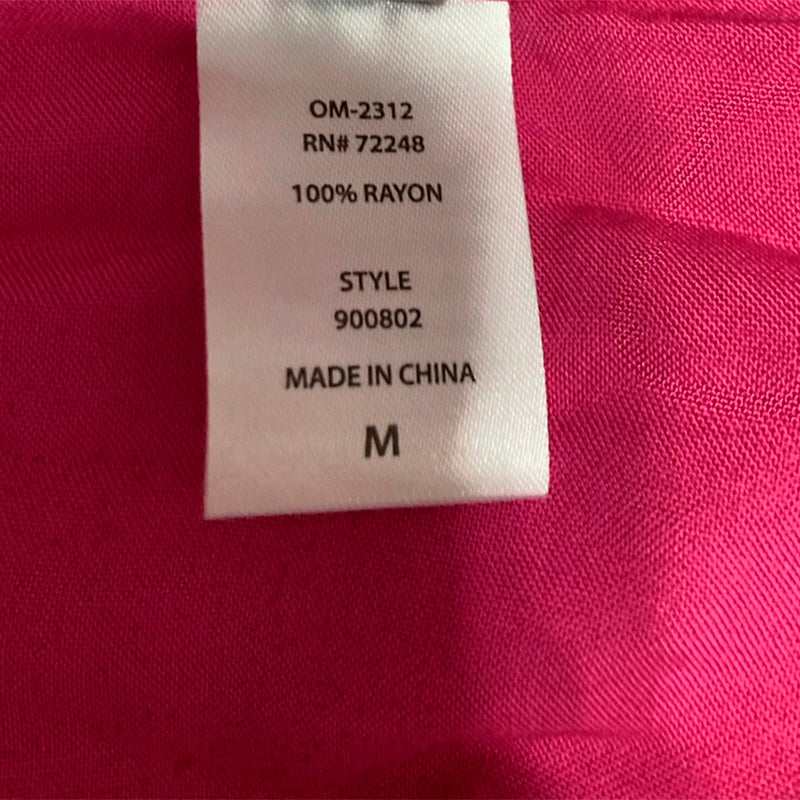 OM-2312
RN# 72248
100% RAYON
STYLE
900802
MADE IN CHINA
M